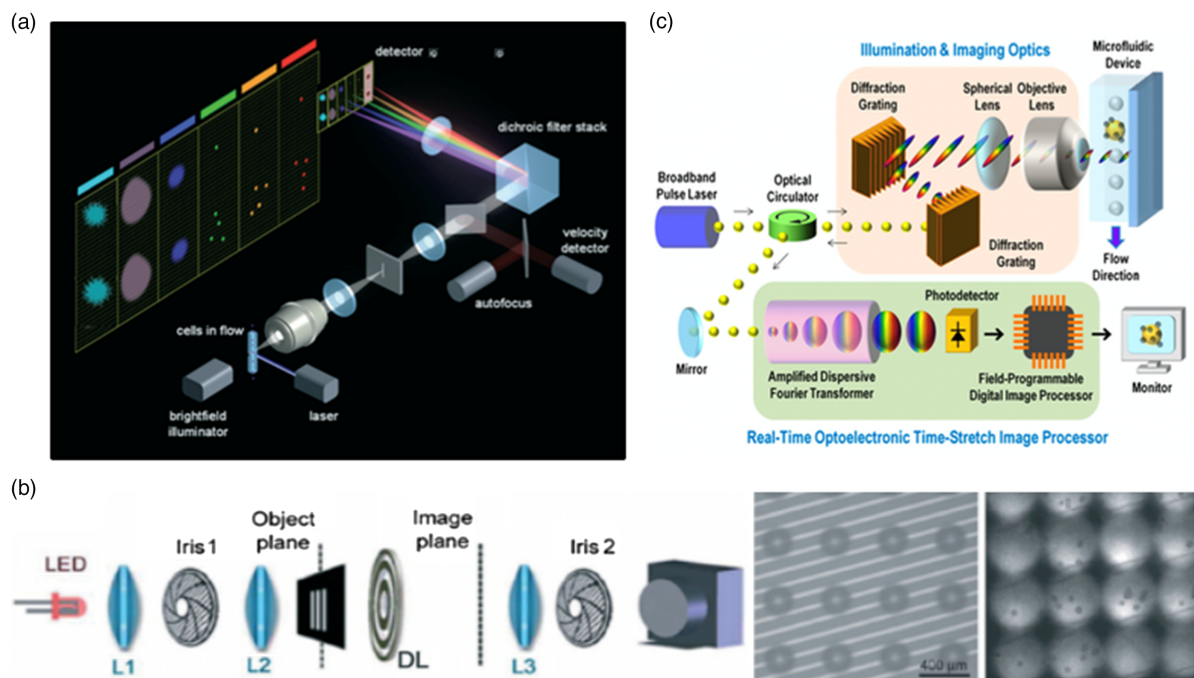 (a)
detector
dichroic filter stack
velocity
detector
autofocus
cells in flow
brightfield
illuminator
laser
(c)
Illumination & Imaging Optics
Microfluidic
Device
Diffraction
Grating
Spherical
Lens
Objective
Lens
Broadband
Pulse Laser
Optical
Circulator
Diffraction
Grating
Flow
Direction
Photodetector
Mirror
Amplified Dispersive
Fourier Transformer
Field-Programmable
Digital Image Processor
Monitor
Real-Time Optoelectronic Time-Stretch Image Processor
(b)
LED
Iris 1
Object
plane
Image
plane
Iris 2
L1
L2
DL
L3
400 µm